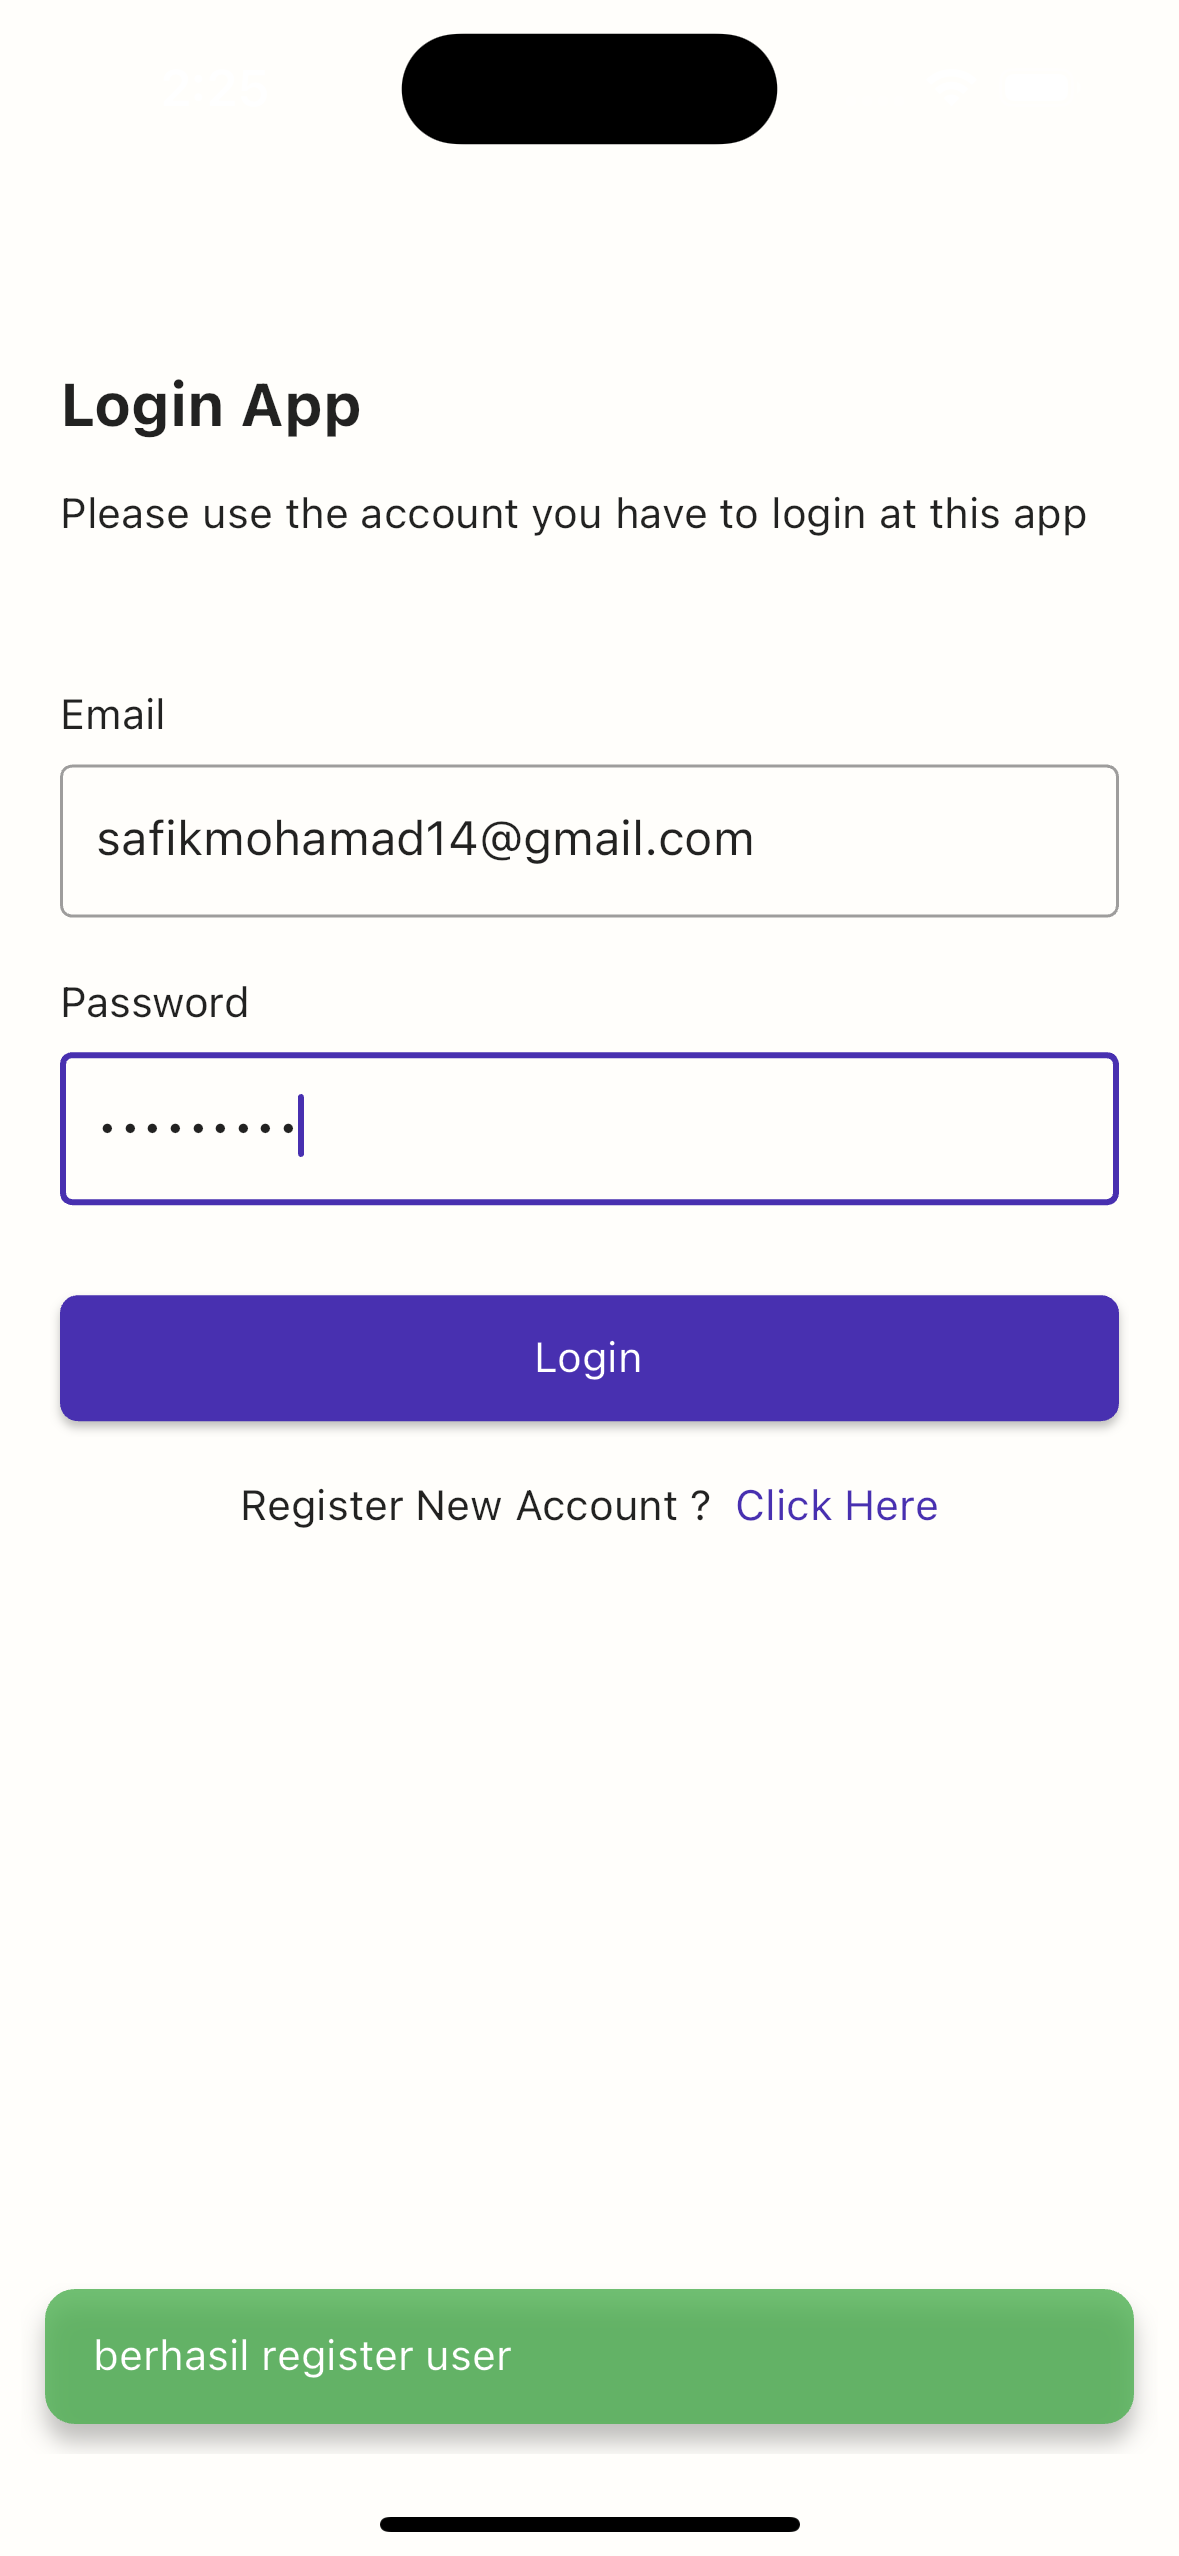 Login App
Please use the account you have to login at this app
Email
safikmohamad14@gmail.com
Password
•••••••••
Login
Register New Account ? Click Here
berhasil register user